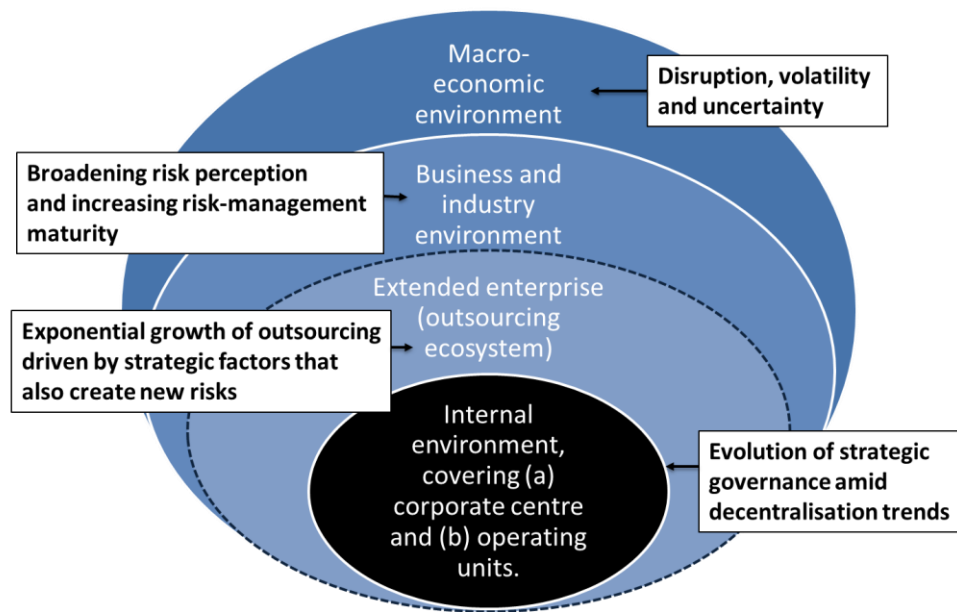 Macro-
economic
environment
Disruption, volatility
and uncertainty
Broadening risk perception
and increasing risk-management
maturity
Business and
industry
environment
Extended enterprise
(outsourcing
ecosystem)
Exponential growth of outsourcing
driven by strategic factors that
also create new risks
Internal
environment,
covering (a)
corporate centre
and (b) operating
units.
Evolution of strategic
governance amid
decentralisation trends